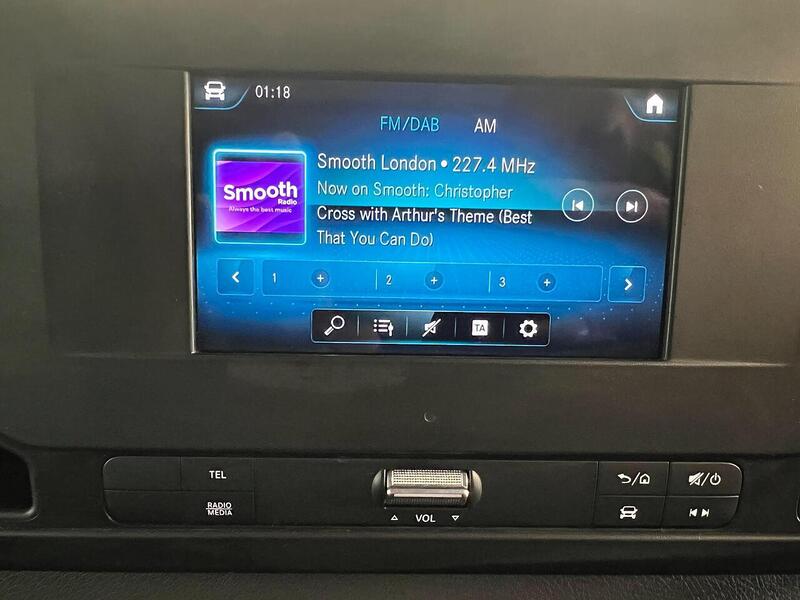 01:18
FM/DAB AM
Smooth
Radio
Always the best music
Smooth London • 227.4 MHz
Now on Smooth: Christopher
Cross with Arthur's Theme (Best
That You Can Do)
1 + 2 + 3 +
TA
TEL
RADIO
MEDIA
VOL